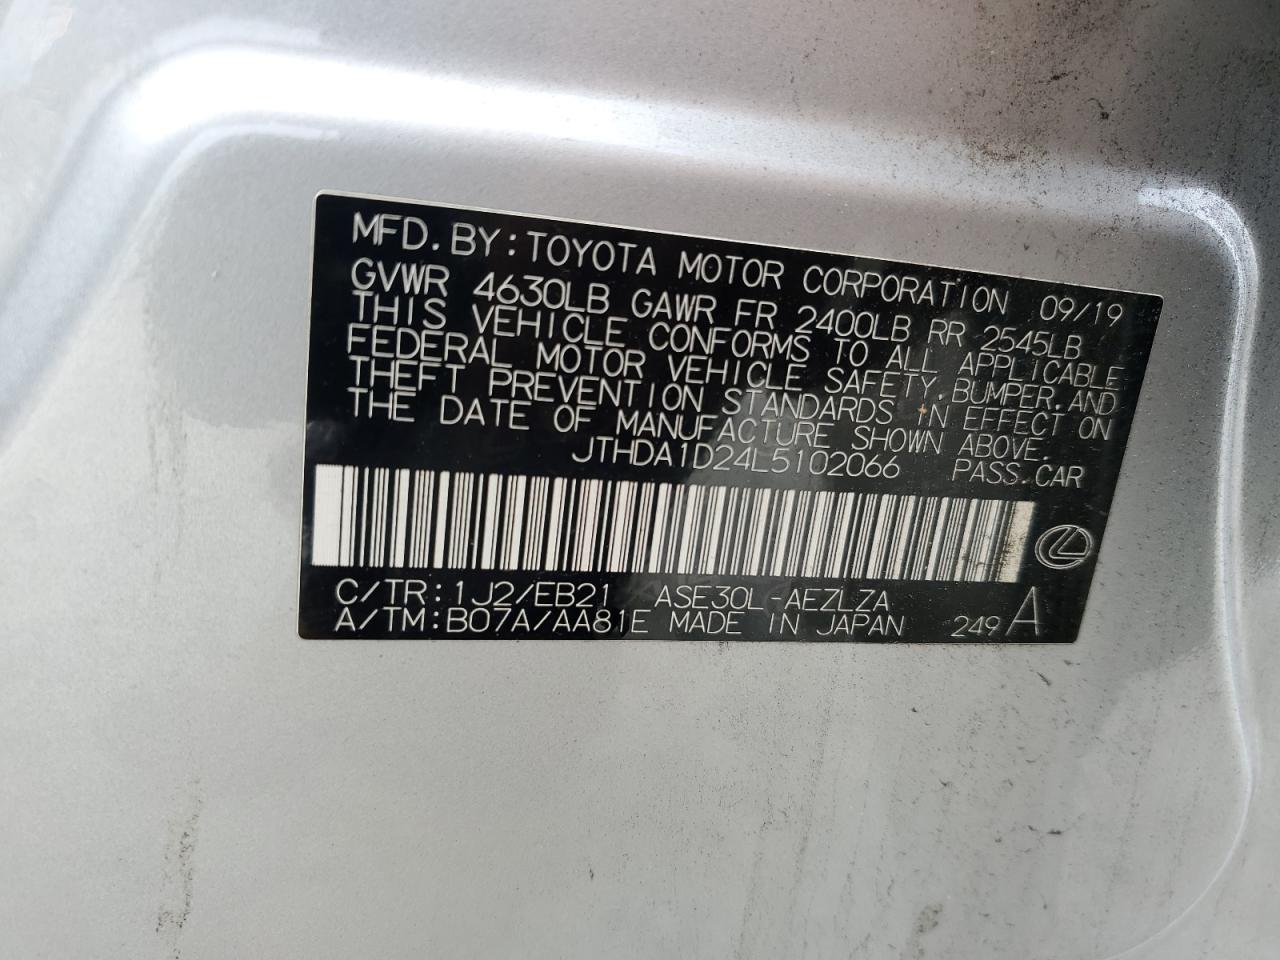 MFD.BY:TOYOTA MOTOR CORPORATION 09/19
GVWR 4630LB GAWR FR 2400LB RR 2545LB
THIS VEHICLE CONFORMS TO ALL APPLICABLE
FEDERAL MOTOR VEHICLE SAFETY,BUMPER,AND
THEFT PREVENTION STANDARDS IN EFFECT ON
THE DATE OF MANUFACTURE SHOWN ABOVE.
JTHDA1D24L5102066 PASS.CAR
C/TR:1J2/EB21 ASE30L-AEZLZA
A/TM:B07A/AA81E MADE IN JAPAN 249 A